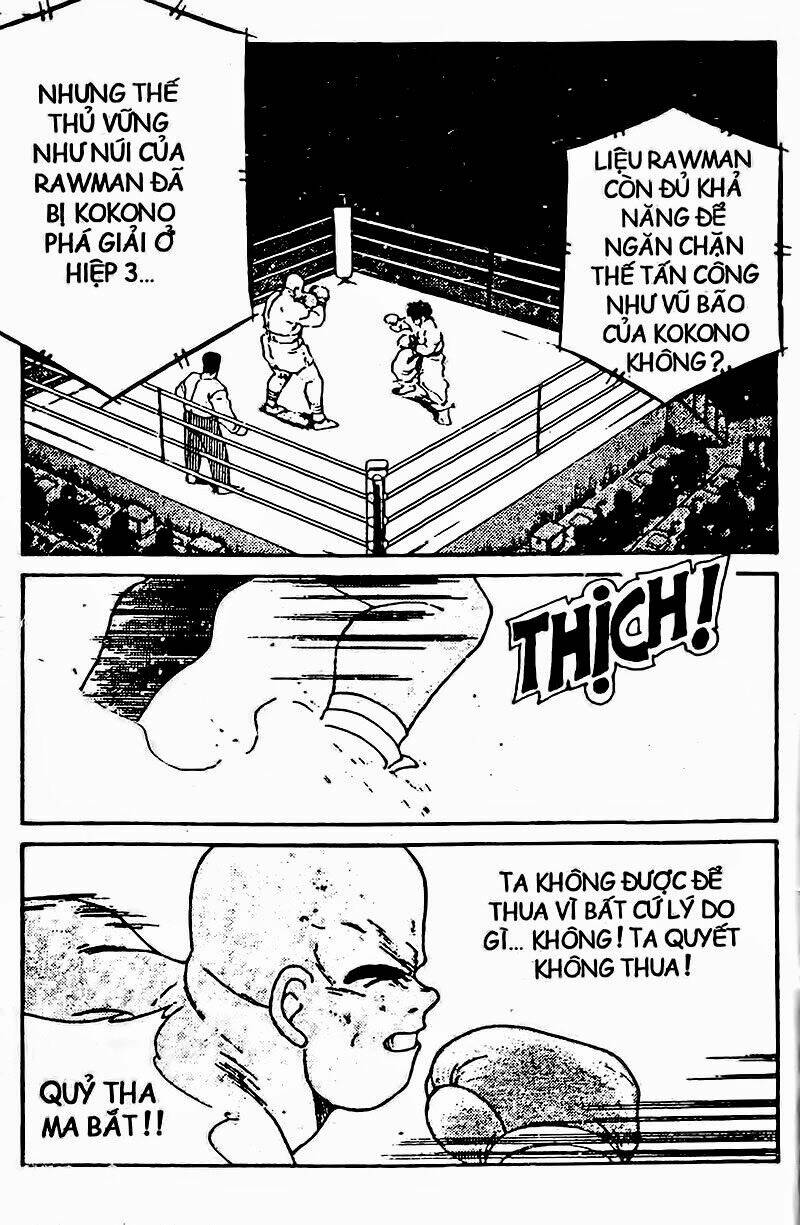 NHƯNG THẾ
THỦ VỮNG
NHƯ NÚI CỦA
RAWMAN ĐÃ
BỊ KOKONO
PHÁ GIẢI Ở
HIỆP 3...
LIỆU RAWMAN
CÒN ĐỦ KHẢ
NĂNG ĐỂ
NGĂN CHẶN
THẾ TẤN CÔNG
NHƯ VŨ BÃO
CỦA KOKONO
KHÔNG?
THỊCH!
TA KHÔNG ĐƯỢC ĐỂ
THUA VÌ BẤT CỨ LÝ DO
GÌ... KHÔNG! TA QUYẾT
KHÔNG THUA!
QUỶ THA
MA BẮT!!